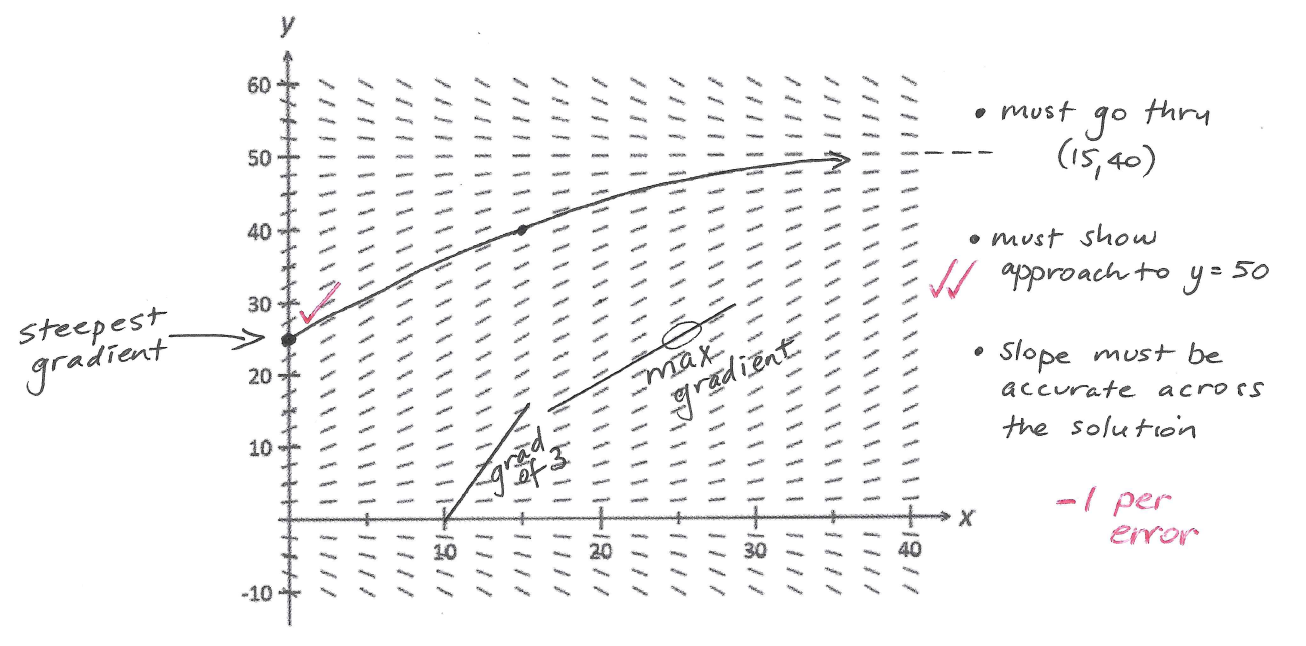 y
60
50
40
30
20
10
-10
10
20
30
40
x
steepest
gradient
max
gradient
grad
of 3
• must go thru
(15,40)
• must show
approach to y = 50
• Slope must be
accurate across
the solution
-1 per
error